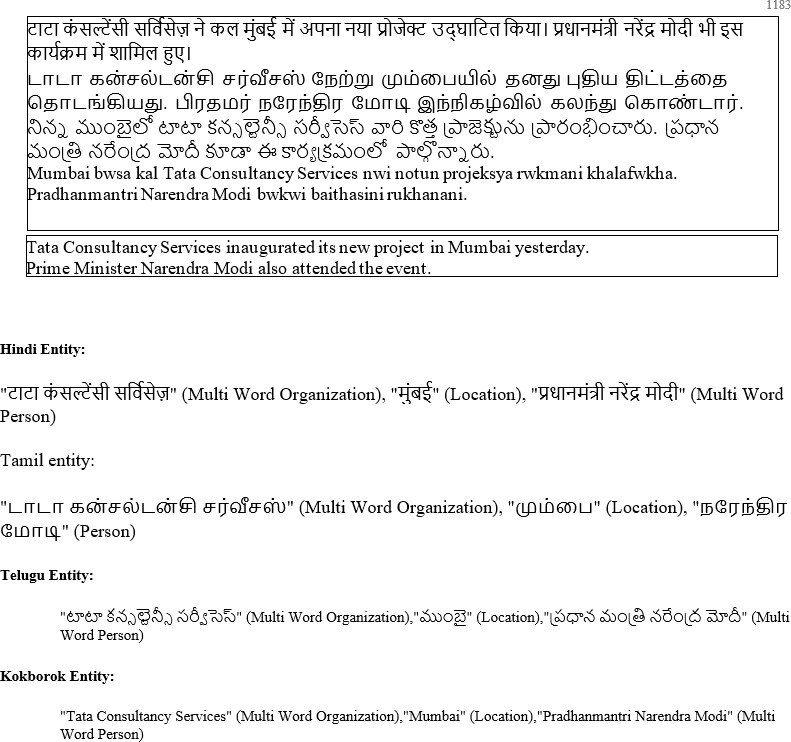 1183
टाटा कंसल्टेंसी सर्विसेज़ ने कल मुंबई में अपना नया प्रोजेक्ट उद्घाटित किया। प्रधानमंत्री नरेंद्र मोदी भी इस
कार्यक्रम में शामिल हुए।
டாடா கன்சல்டன்சி சர்வீசஸ் நேற்று மும்பையில் தனது புதிய திட்டத்தை
தொடங்கியது. பிரதமர் நரேந்திர மோடி இந்நிகழ்வில் கலந்து கொண்டார்.
నిన్న ముంబైలో టాటా కన్సల్టెన్సీ సర్వీసెస్ వారి కొత్త ప్రాజెక్టును ప్రారంభించారు. ప్రధాన
మంత్రి నరేంద్ర మోదీ కూడా ఈ కార్యక్రమంలో పాల్గొన్నారు.
Mumbai bwsa kal Tata Consultancy Services nwi notun projeksya rwkmani khalafwkha.
Pradhanmantri Narendra Modi bwkwi baithasini rukhanani.
Tata Consultancy Services inaugurated its new project in Mumbai yesterday.
Prime Minister Narendra Modi also attended the event.
Hindi Entity:
"टाटा कंसल्टेंसी सर्विसेज़" (Multi Word Organization), "मुंबई" (Location), "प्रधानमंत्री नरेंद्र मोदी" (Multi Word
Person)
Tamil entity:
"டாடா கன்சல்டன்சி சர்வீசஸ்" (Multi Word Organization), "மும்பை" (Location), "நரேந்திர
மோடி" (Person)
Telugu Entity:
"టాటా కన్సల్టెన్సీ సర్వీసెస్" (Multi Word Organization),"ముంబై" (Location),"ప్రధాన మంత్రి నరేంద్ర మోదీ" (Multi
Word Person)
Kokborok Entity:
"Tata Consultancy Services" (Multi Word Organization),"Mumbai" (Location),"Pradhanmantri Narendra Modi" (Multi
Word Person)